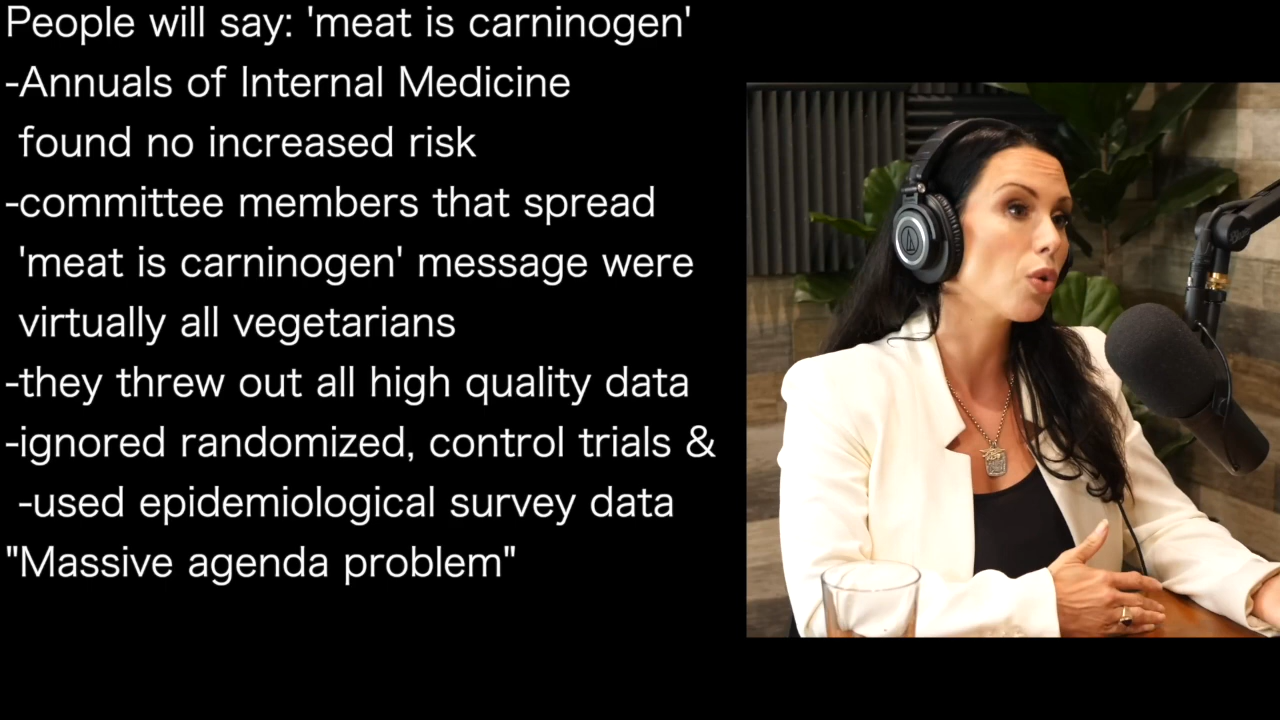 People will say: 'meat is carninogen'
-Annuals of Internal Medicine
found no increased risk
-committee members that spread
'meat is carninogen' message were
virtually all vegetarians
-they threw out all high quality data
-ignored randomized, control trials &
-used epidemiological survey data
"Massive agenda problem"